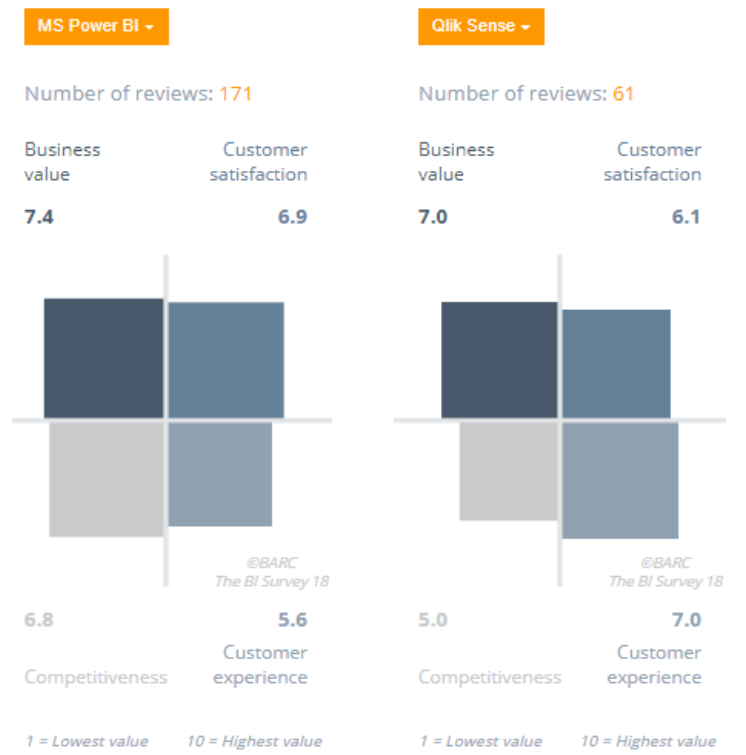 MS Power BI
Number of reviews: 171
Business value
Customer satisfaction
7.4
6.9
©BARC
The BI Survey 18
6.8
5.6
Competitiveness
Customer experience
1 = Lowest value
10 = Highest value
Qlik Sense
Number of reviews: 61
Business value
Customer satisfaction
7.0
6.1
©BARC
The BI Survey 18
5.0
7.0
Competitiveness
Customer experience
1 = Lowest value
10 = Highest value